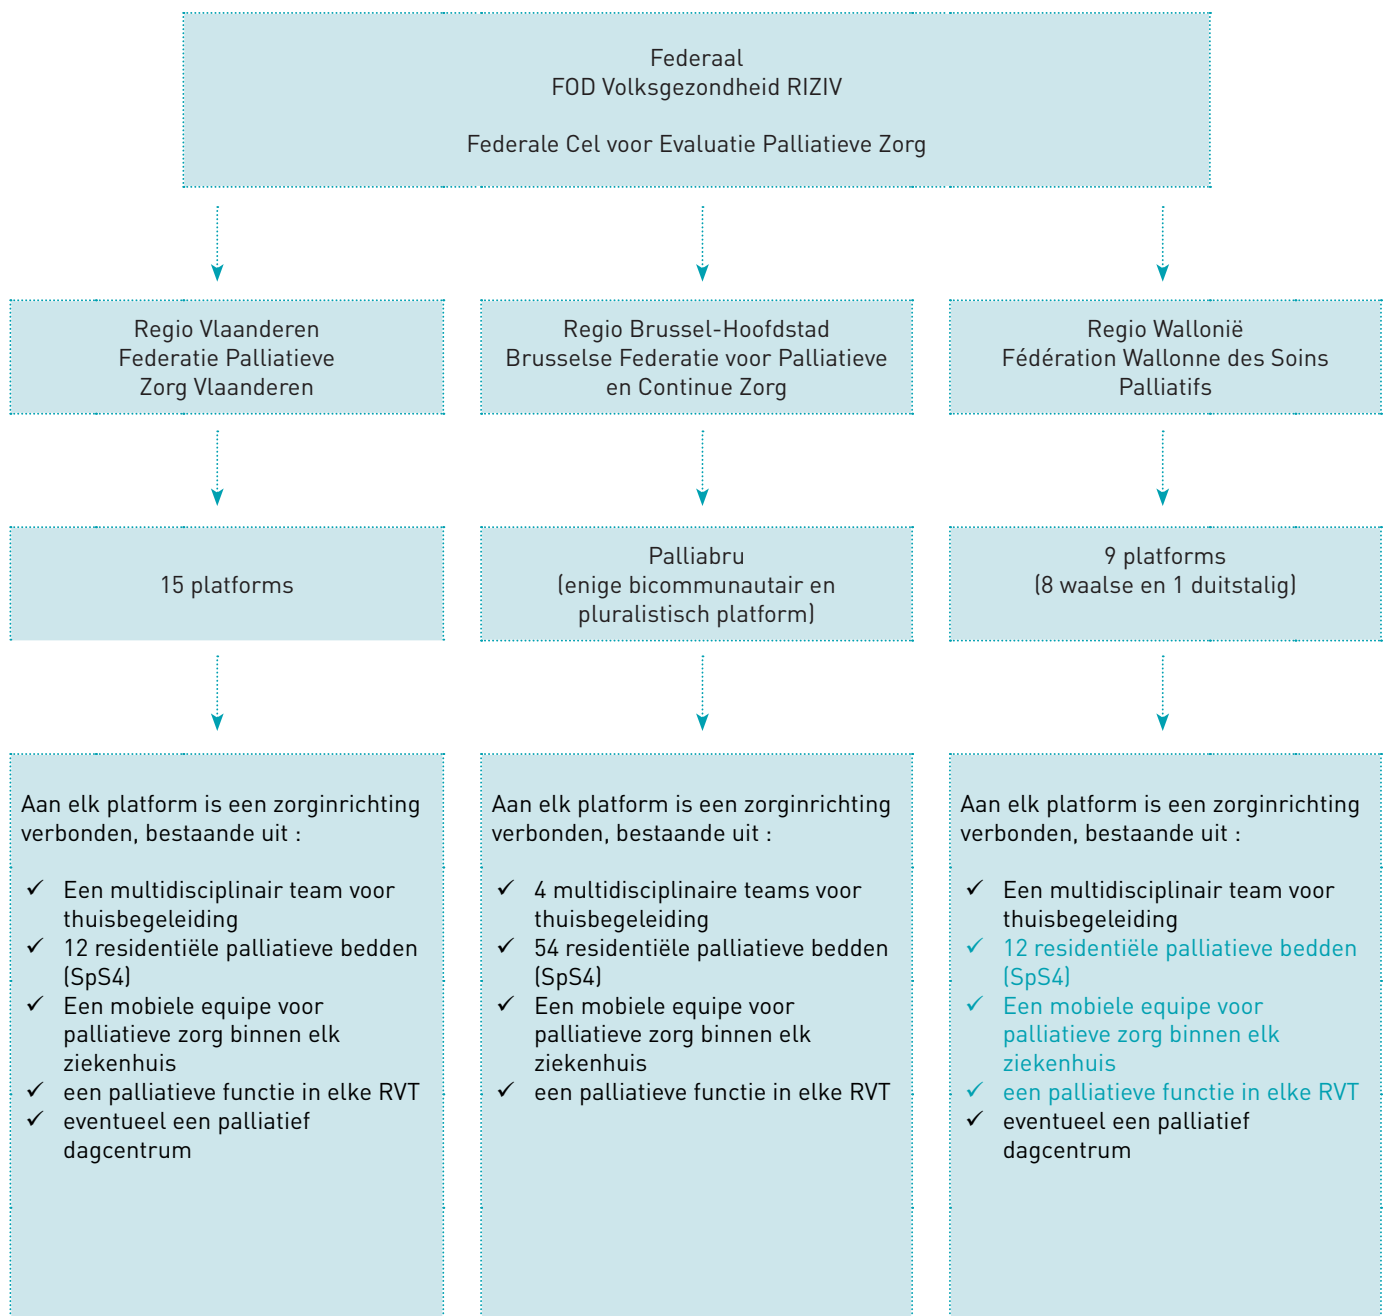 Federaal
FOD Volksgezondheid RIZIV
Federale Cel voor Evaluatie Palliatieve Zorg
Regio Vlaanderen
Federatie Palliatieve
Zorg Vlaanderen
Regio Brussel-Hoofdstad
Brusselse Federatie voor Palliatieve
en Continue Zorg
Regio Wallonië
Fédération Wallonne des Soins
Palliatifs
15 platforms
Palliabru
(enige bicommunautair en
pluralistisch platform)
9 platforms
(8 waalse en 1 duitstalig)
Aan elk platform is een zorginrichting
verbonden, bestaande uit :
✓ Een multidisciplinair team voor
thuisbegeleiding
✓ 12 residentiële palliatieve bedden
(SpS4)
✓ Een mobiele equipe voor
palliatieve zorg binnen elk
ziekenhuis
✓ een palliatieve functie in elke RVT
✓ eventueel een palliatief
dagcentrum
Aan elk platform is een zorginrichting
verbonden, bestaande uit :
✓ 4 multidisciplinaire teams voor
thuisbegeleiding
✓ 54 residentiële palliatieve bedden
(SpS4)
✓ Een mobiele equipe voor
palliatieve zorg binnen elk
ziekenhuis
✓ een palliatieve functie in elke RVT
Aan elk platform is een zorginrichting
verbonden, bestaande uit :
✓ Een multidisciplinair team voor
thuisbegeleiding
✓ 12 residentiële palliatieve bedden
(SpS4)
✓ Een mobiele equipe voor
palliatieve zorg binnen elk
ziekenhuis
✓ een palliatieve functie in elke RVT
✓ eventueel een palliatief
dagcentrum